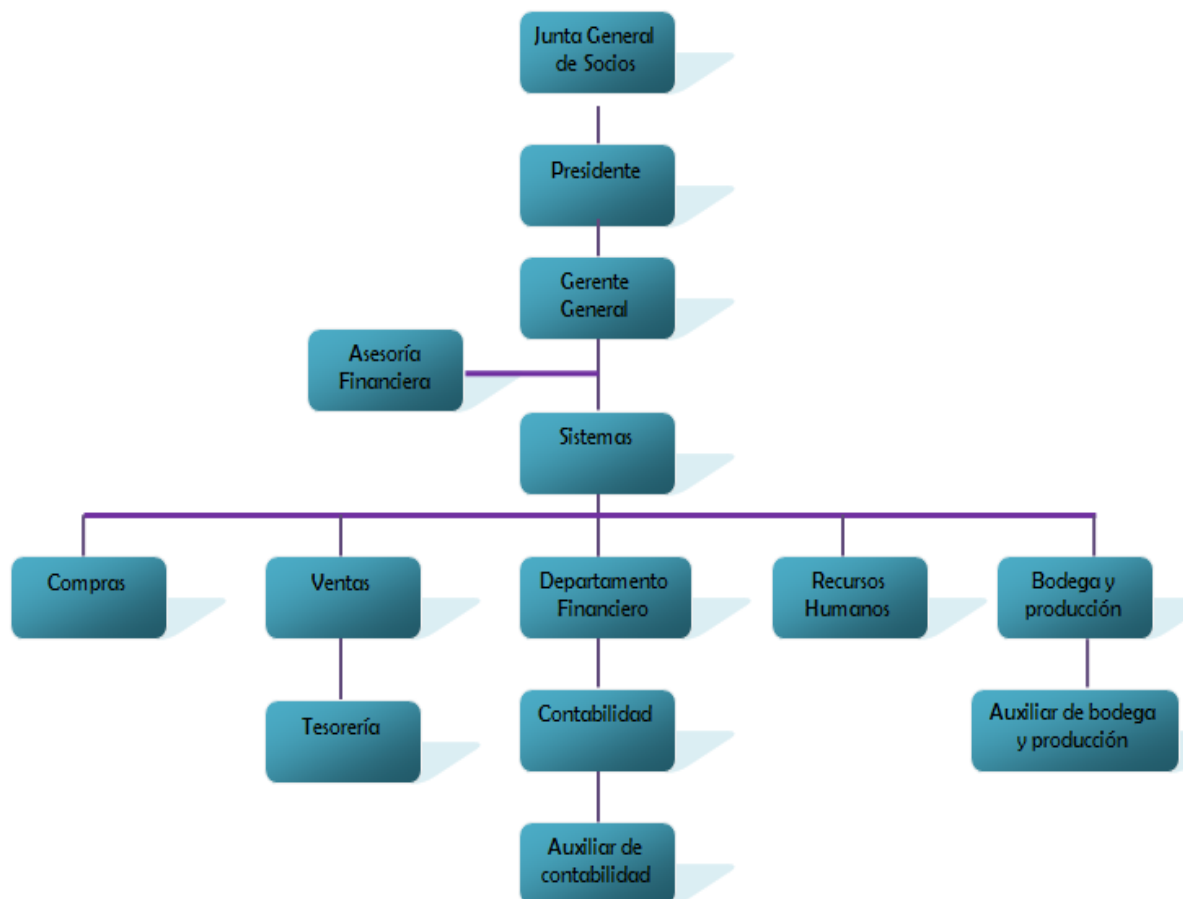 Junta General
de Socios
Presidente
Gerente
General
Asesoría
Financiera
Sistemas
Compras
Ventas
Departamento
Financiero
Recursos
Humanos
Bodega y
producción
Tesorería
Contabilidad
Auxiliar de bodega
y producción
Auxiliar de
contabilidad